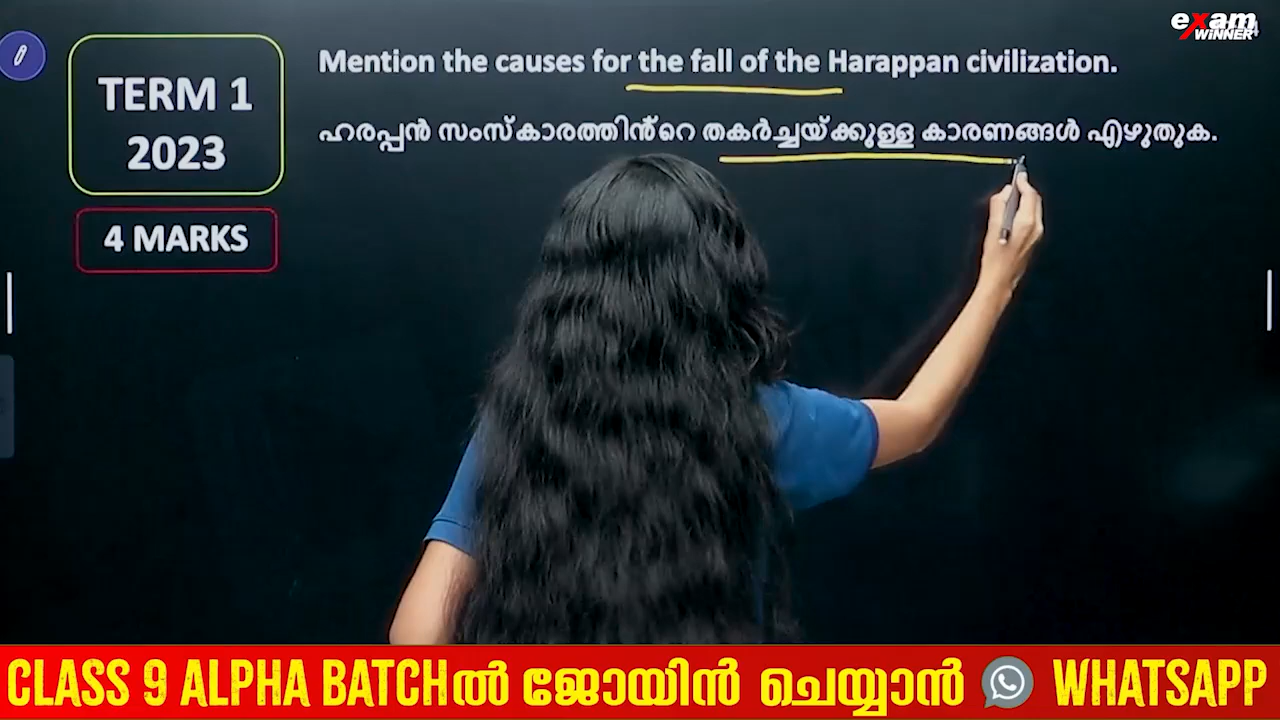 exam
WiNNER
TERM 1
2023
4 MARKS
Mention the causes for the fall of the Harappan civilization.
ഹരപ്പൻ സംസ്കാരത്തിൻ്റെ തകർച്ചയ്ക്കുള്ള കാരണങ്ങൾ എഴുതുക.
CLASS 9 ALPHA BATCHൽ ജോയിൻ ചെയ്യാൻ WHATSAPP